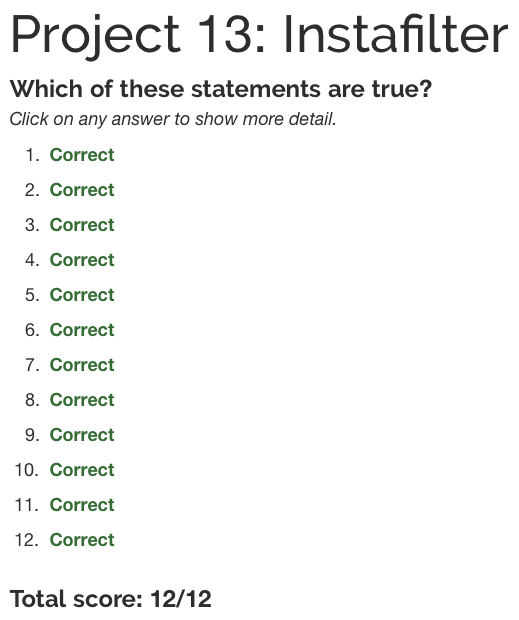 Project 13: Instafilter
Which of these statements are true?
Click on any answer to show more detail.
1. Correct
2. Correct
3. Correct
4. Correct
5. Correct
6. Correct
7. Correct
8. Correct
9. Correct
10. Correct
11. Correct
12. Correct
Total score: 12/12